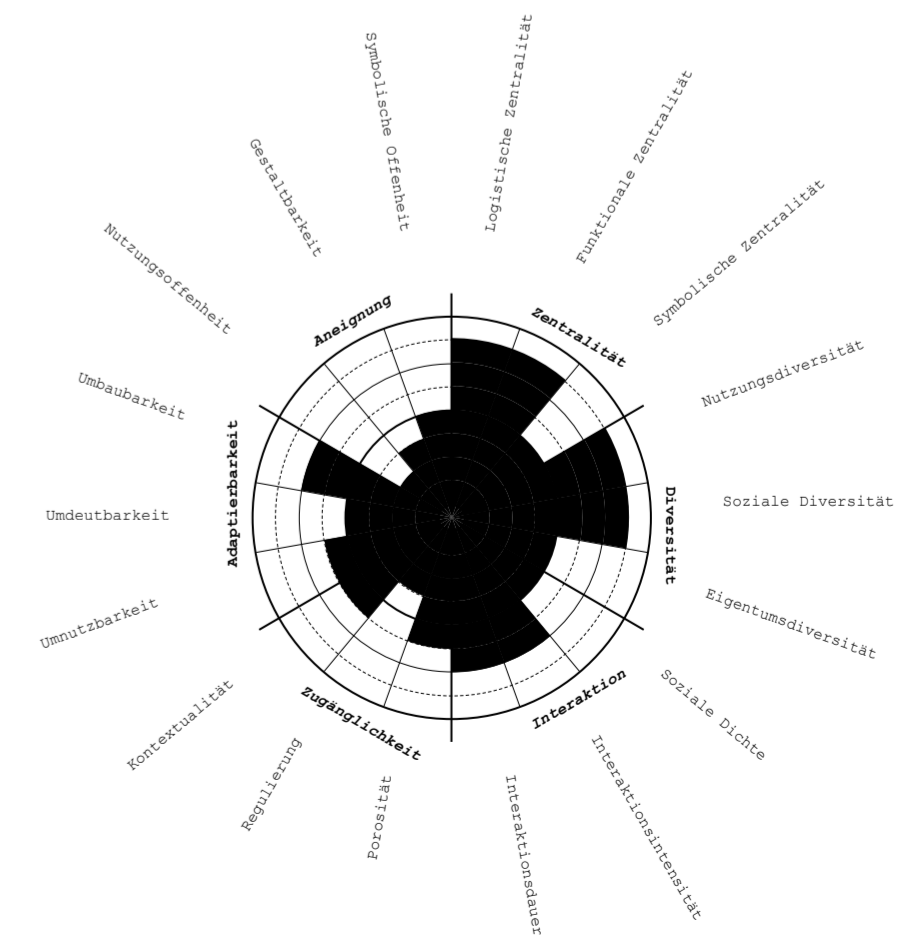 Logistische Zentralität
Funktionale Zentralität
Symbolische Zentralität
Nutzungsdiversität
Soziale Diversität
Eigentumsdiversität
Soziale Dichte
Interaktionsintensität
Interaktionsdauer
Porosität
Regulierung
Kontextualität
Umnutzbarkeit
Umdeutbarkeit
Umbaubarkeit
Nutzungsoffenheit
Gestaltbarkeit
Symbolische Offenheit
Zentralität
Diversität
Interaktion
Zugänglichkeit
Adaptierbarkeit
Aneignung